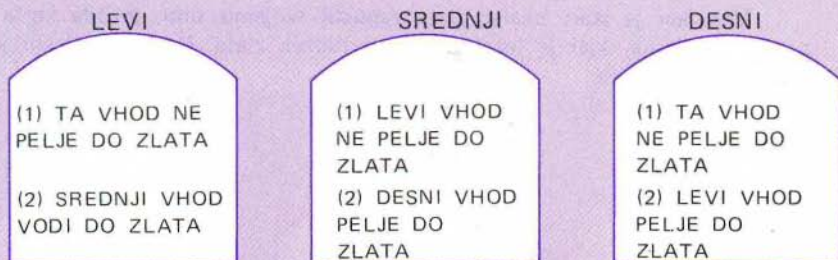 LEVI
SREDNJI
DESNI
(1) TA VHOD NE
PELJE DO ZLATA
(2) SREDNJI VHOD
VODI DO ZLATA
(1) LEVI VHOD
NE PELJE DO
ZLATA
(2) DESNI VHOD
PELJE DO
ZLATA
(1) TA VHOD
NE PELJE DO
ZLATA
(2) LEVI VHOD
PELJE DO
ZLATA